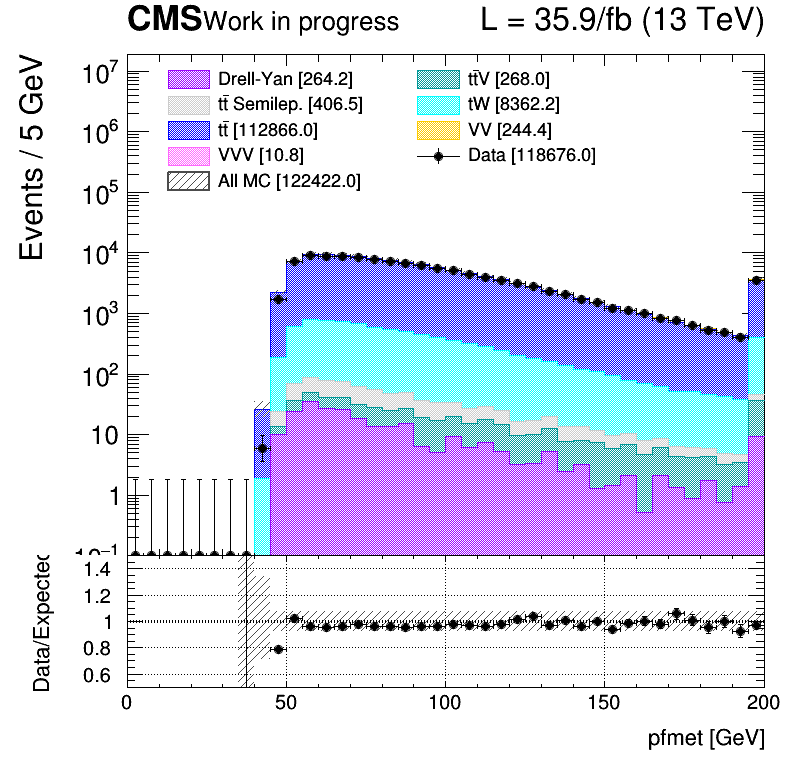 CMS Work in progress L = 35.9/fb (13 TeV)
Events / 5 GeV
10⁷
10⁶
10⁵
10⁴
10³
10²
10
1
10⁻¹
Drell-Yan [264.2]
tt̄V [268.0]
tt̄ Semilep. [406.5]
tW [8362.2]
tt̄ [112866.0]
VV [244.4]
VVV [10.8]
Data [118676.0]
All MC [122422.0]
Data/Expected
1.4
1.2
1
0.8
0.6
0 50 100 150 200
pfmet [GeV]